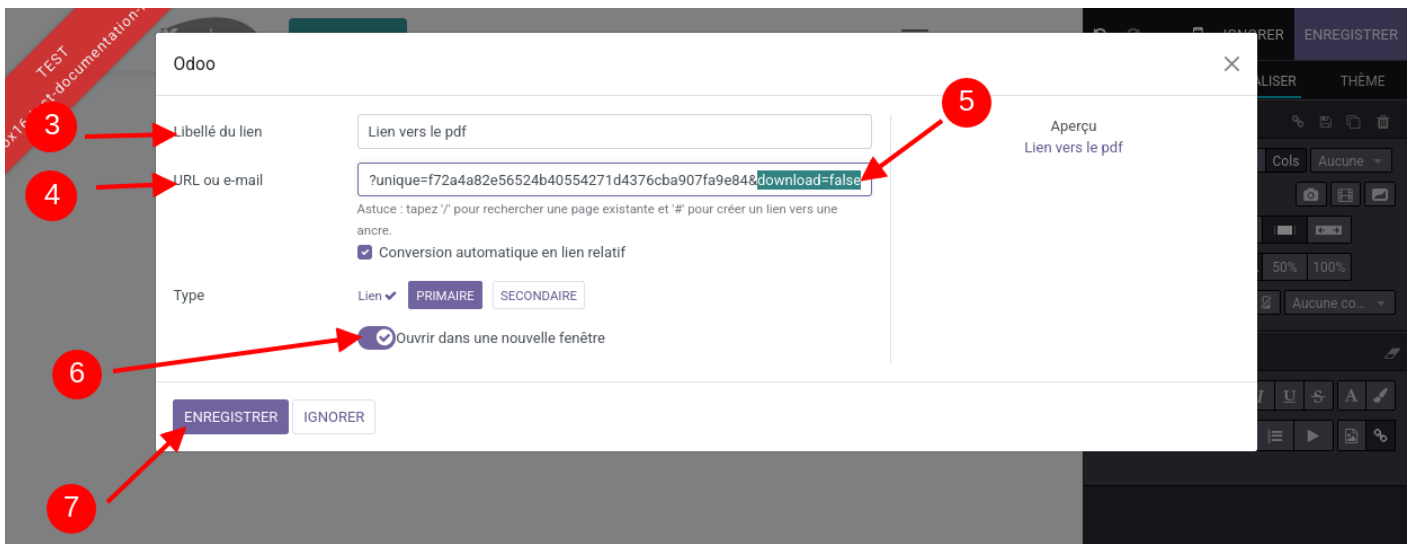 TEST
IGNORER
ENREGISTRER
Odoo
THÈME
3
Libellé du lien
Lien vers le pdf
5
Aperçu
Lien vers le pdf
4
URL ou e-mail
?unique=f72a4a82e56524b40554271d4376cba907fa9e84&download=false
Cols
Aucune
Astuce : tapez '/' pour rechercher une page existante et '#' pour créer un lien vers une
ancre.
Conversion automatique en lien relatif
50%
100%
Type
Lien
PRIMAIRE
SECONDAIRE
Aucune co...
6
Ouvrir dans une nouvelle fenêtre
I U S A
7
ENREGISTRER
IGNORER